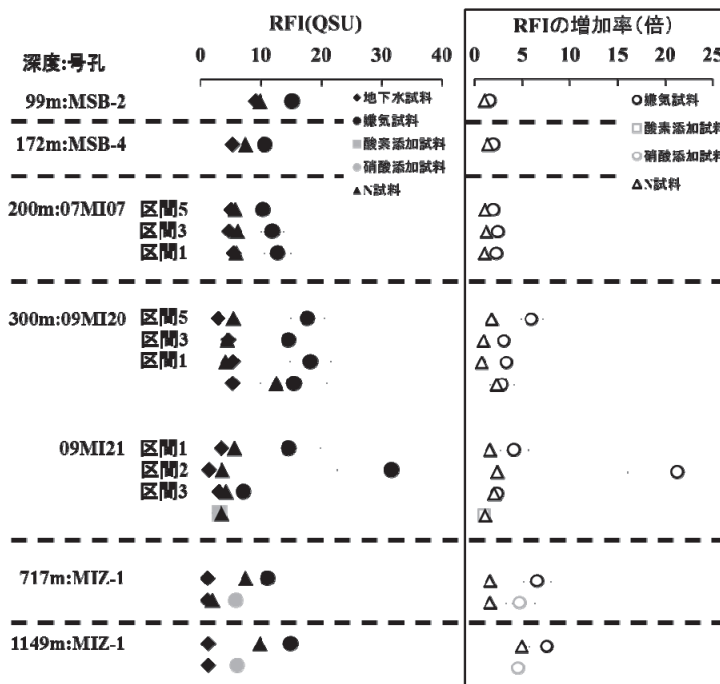 RFI(QSU)
深度:号孔
0 10 20 30 40
RFIの増加率(倍)
0 5 10 15 20 25
99m:MSB-2
172m:MSB-4
200m:07MI07 区間5
区間3
区間1
300m:09MI20 区間5
区間3
区間1
09MI21 区間1
区間2
区間3
717m:MIZ-1
1149m:MIZ-1
地下水試料
嫌気試料
酸素添加試料
硝酸添加試料
N試料
嫌気試料
酸素添加試料
硝酸添加試料
N試料